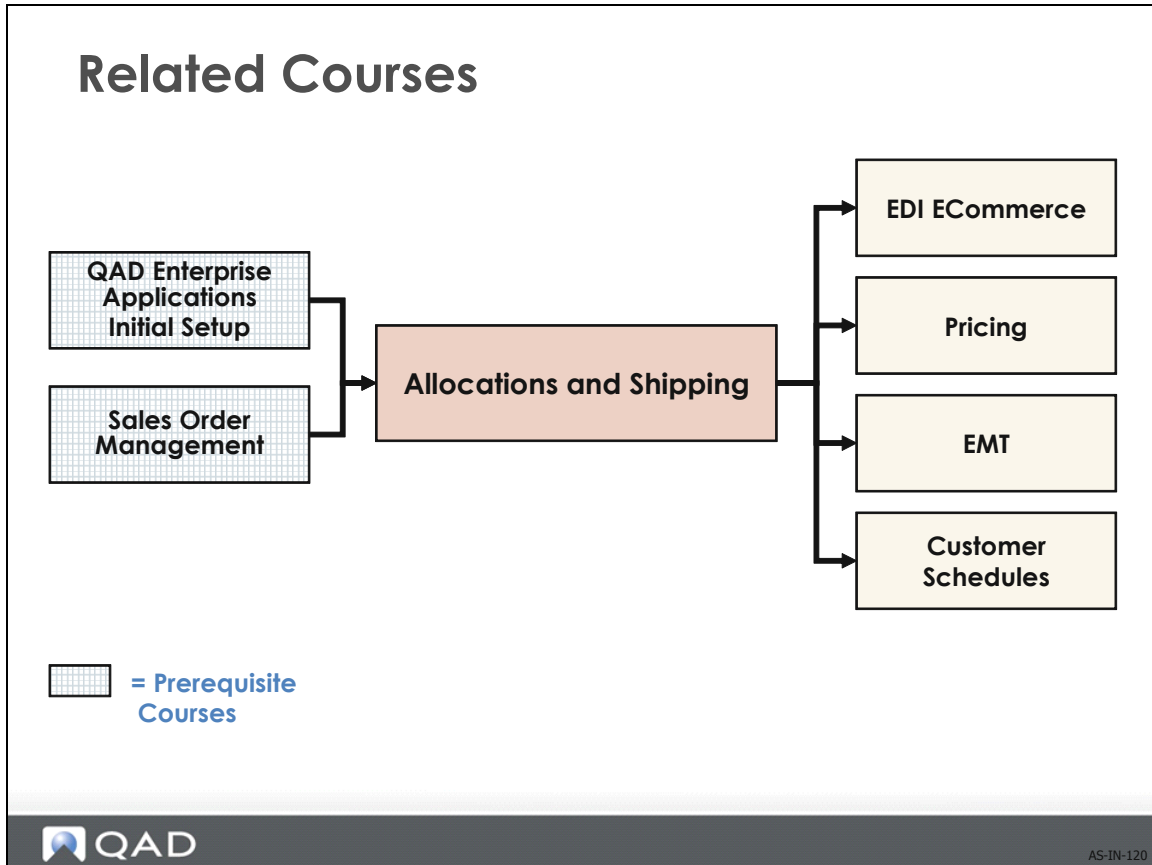 Related Courses
QAD Enterprise
Applications
Initial Setup
Sales Order
Management
Allocations and Shipping
EDI ECommerce
Pricing
EMT
Customer
Schedules
= Prerequisite
Courses
QAD
AS-IN-120